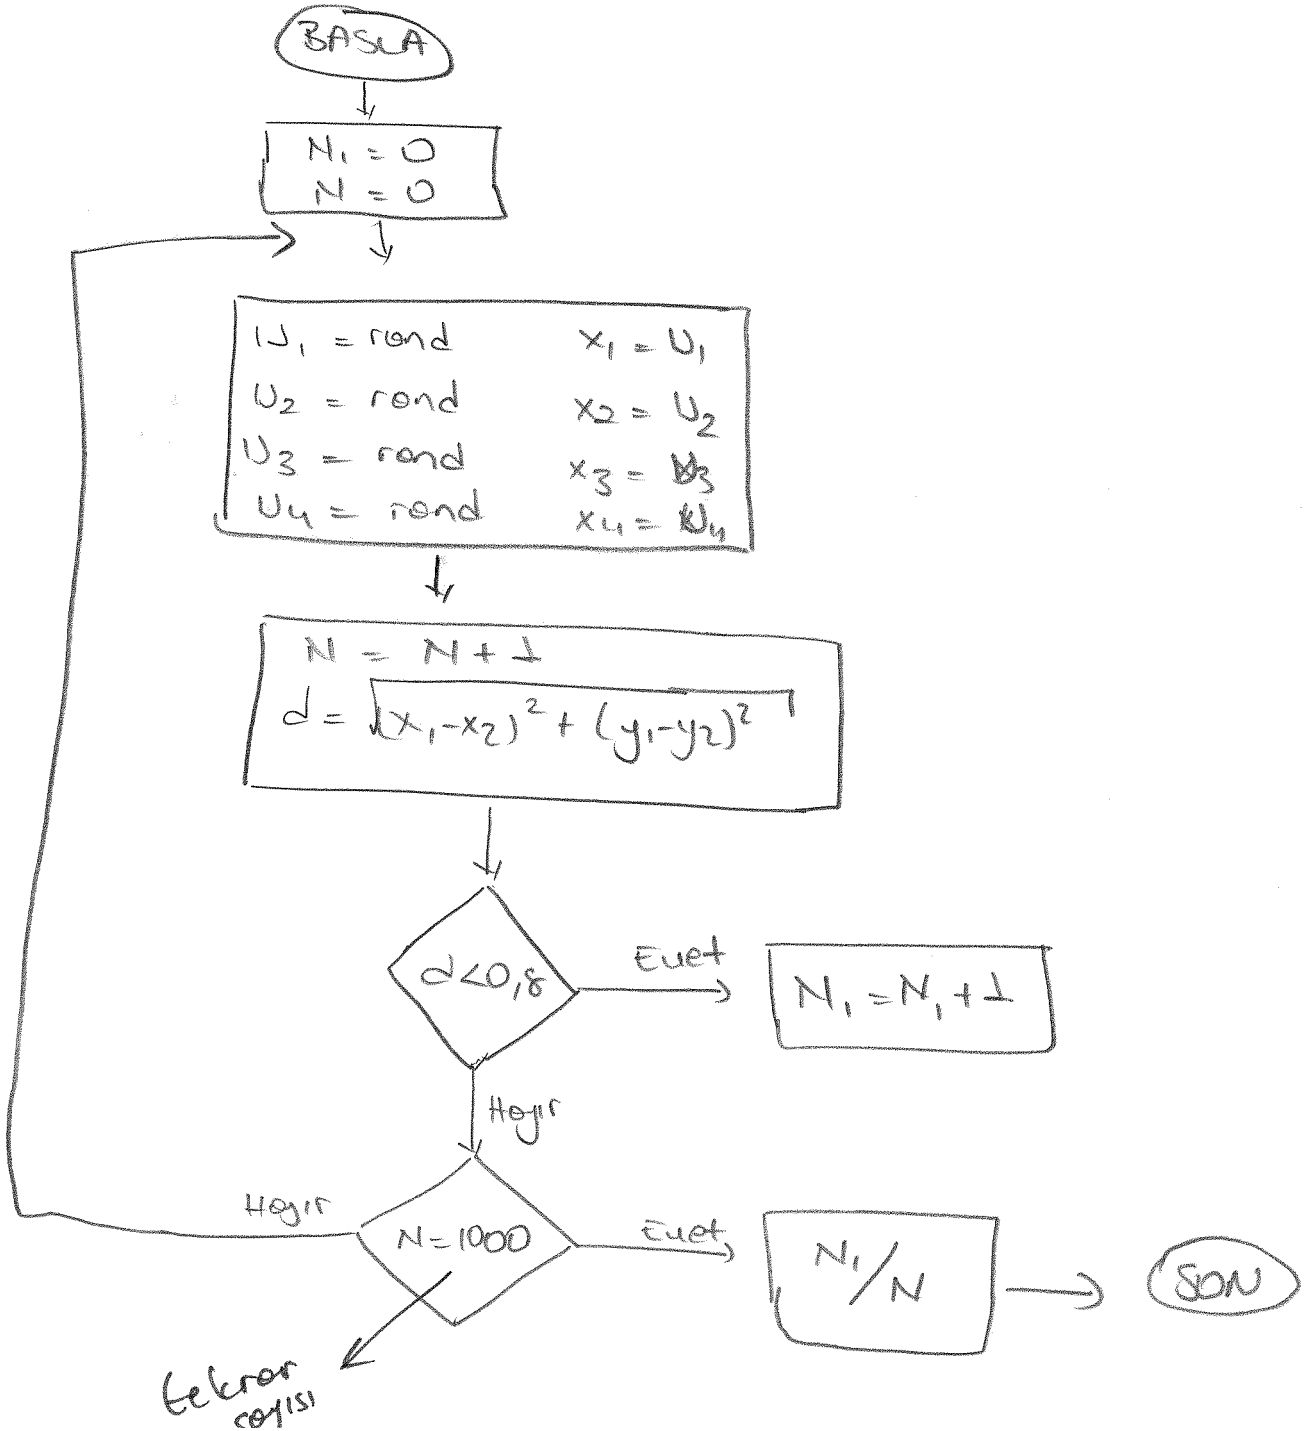 BASLA
N₁ = 0
N = 0
U₁ = rand x₁ = U₁
U₂ = rand x₂ = U₂
U₃ = rand x₃ = U₃
U₄ = rand x₄ = U₄
N = N + 1
d = √(x₁-x₂)² + (y₁-y₂)²
d<0,8
Evet
N₁ = N₁ + 1
Hayır
Hayır
N=1000
Evet
N₁/N
SON
tekrar
sayısı